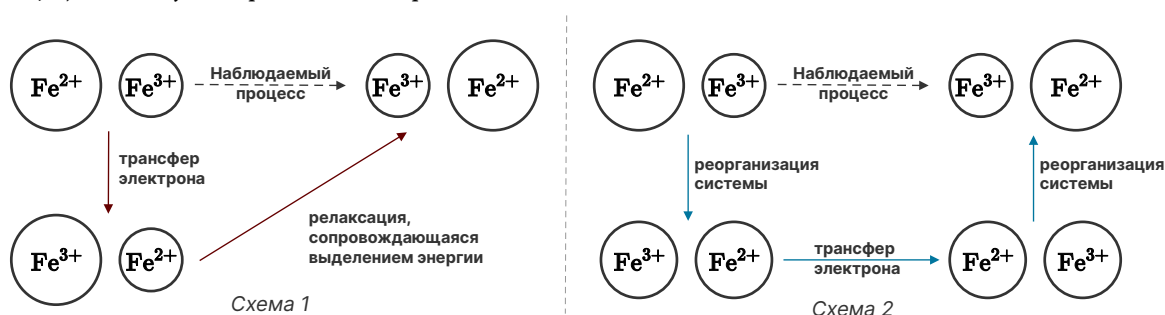 Fe²⁺ Fe³⁺ Наблюдаемый процесс Fe³⁺ Fe²⁺
трансфер
электрона
релаксация,
сопровождающаяся
выделением энергии
Fe³⁺ Fe²⁺
Схема 1
Fe²⁺ Fe³⁺ Наблюдаемый процесс Fe³⁺ Fe²⁺
реорганизация
системы
реорганизация
системы
Fe³⁺ Fe²⁺ трансфер электрона Fe²⁺ Fe³⁺
Схема 2